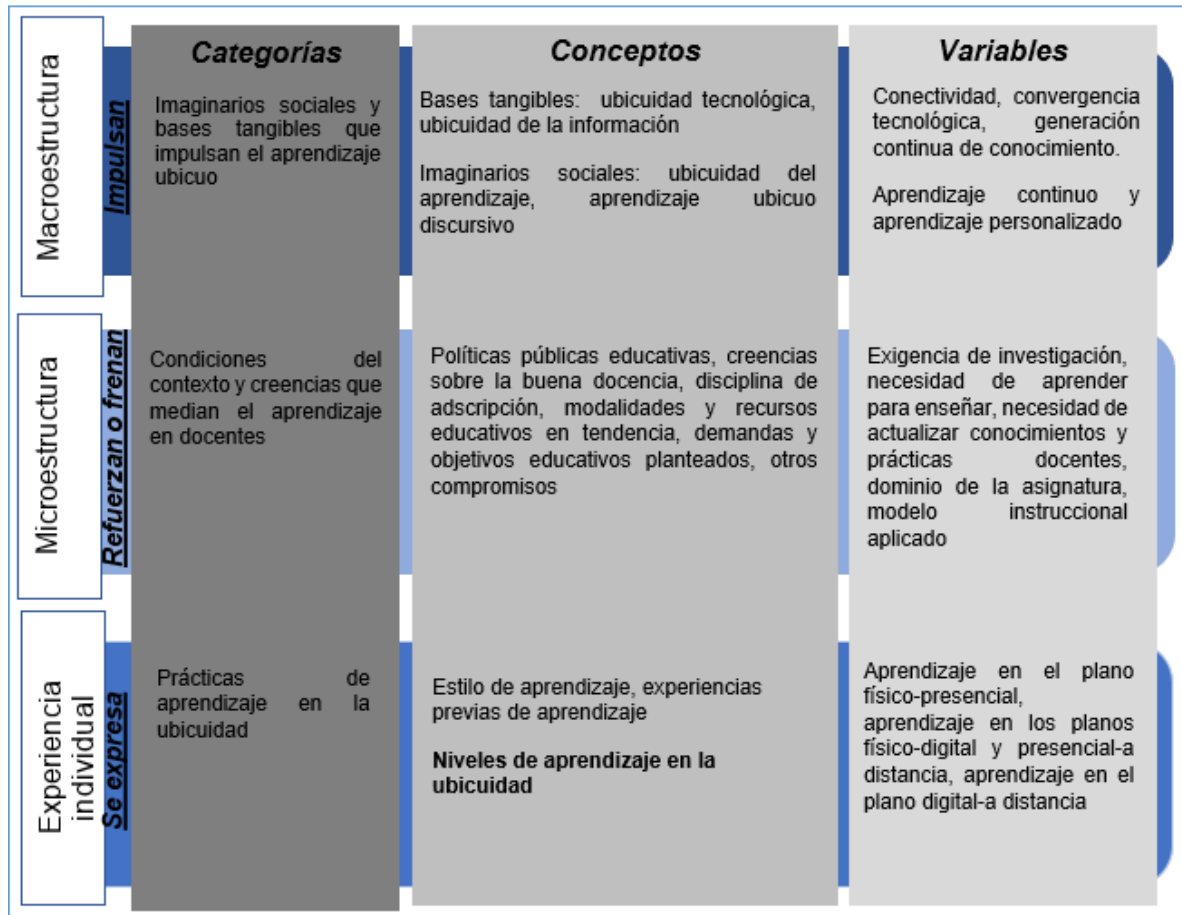 Categorías
Conceptos
Variables
Macroestructura
Impulsan
Imaginarios sociales y
bases tangibles que
impulsan el aprendizaje
ubicuo
Bases tangibles: ubicuidad tecnológica,
ubicuidad de la información
Imaginarios sociales: ubicuidad del
aprendizaje, aprendizaje ubicuo
discursivo
Conectividad, convergencia
tecnológica, generación
continua de conocimiento.
Aprendizaje continuo y
aprendizaje personalizado
Microestructura
Refuerzan o frenan
Condiciones del
contexto y creencias que
median el aprendizaje
en docentes
Políticas públicas educativas, creencias
sobre la buena docencia, disciplina de
adscripción, modalidades y recursos
educativos en tendencia, demandas y
objetivos educativos planteados, otros
compromisos
Exigencia de investigación,
necesidad de aprender
para enseñar, necesidad de
actualizar conocimientos y
prácticas docentes,
dominio de la asignatura,
modelo instruccional
aplicado
Experiencia
individual
Se expresa
Prácticas de
aprendizaje en la
ubicuidad
Estilo de aprendizaje, experiencias
previas de aprendizaje
Niveles de aprendizaje en la
ubicuidad
Aprendizaje en el plano
físico-presencial,
aprendizaje en los planos
físico-digital y presencial-a
distancia, aprendizaje en el
plano digital-a distancia